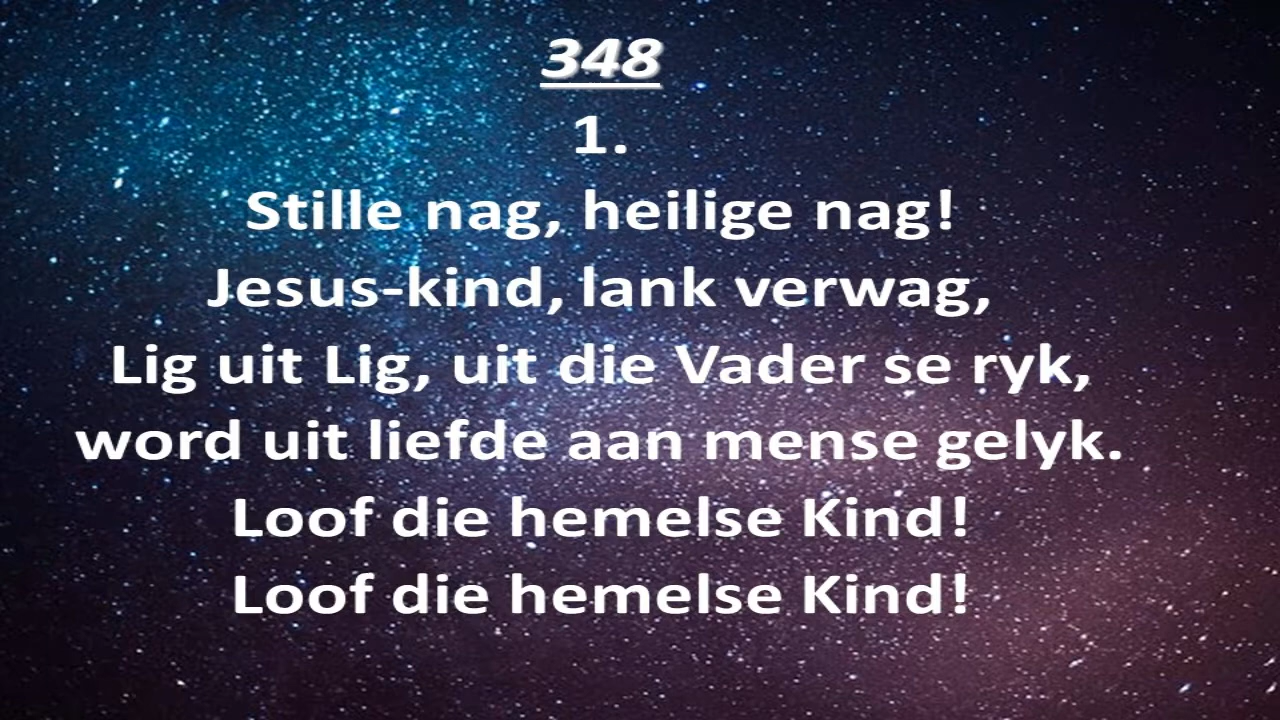 348
1.
Stille nag, heilige nag!
Jesus-kind, lank verwag,
Lig uit Lig, uit die Vader se ryk,
word uit liefde aan mense gelyk.
Loof die hemelse Kind!
Loof die hemelse Kind!